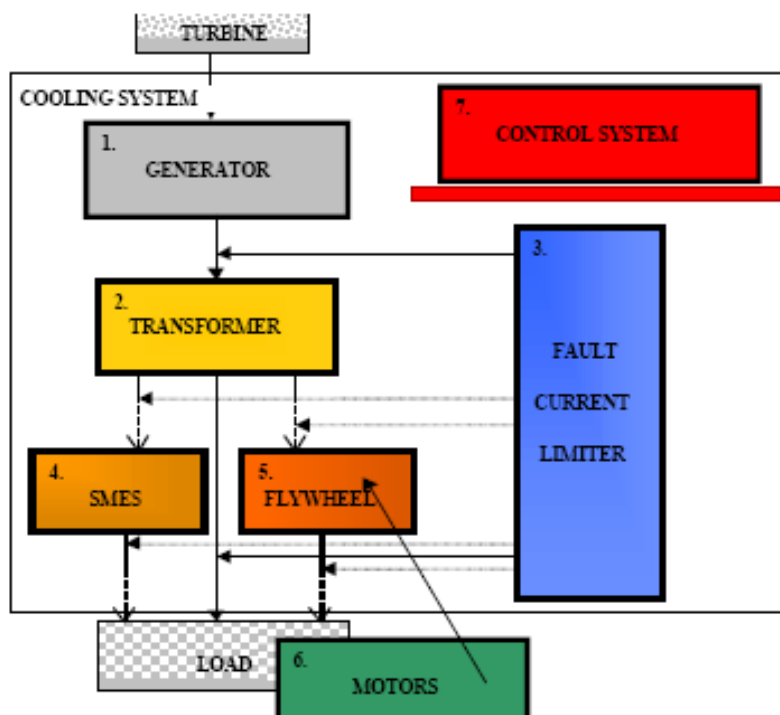 TURBINE
COOLING SYSTEM
1.
GENERATOR
7.
CONTROL SYSTEM
2.
TRANSFORMER
3.
FAULT
CURRENT
LIMITER
4.
SMES
5.
FLYWHEEL
LOAD
6.
MOTORS